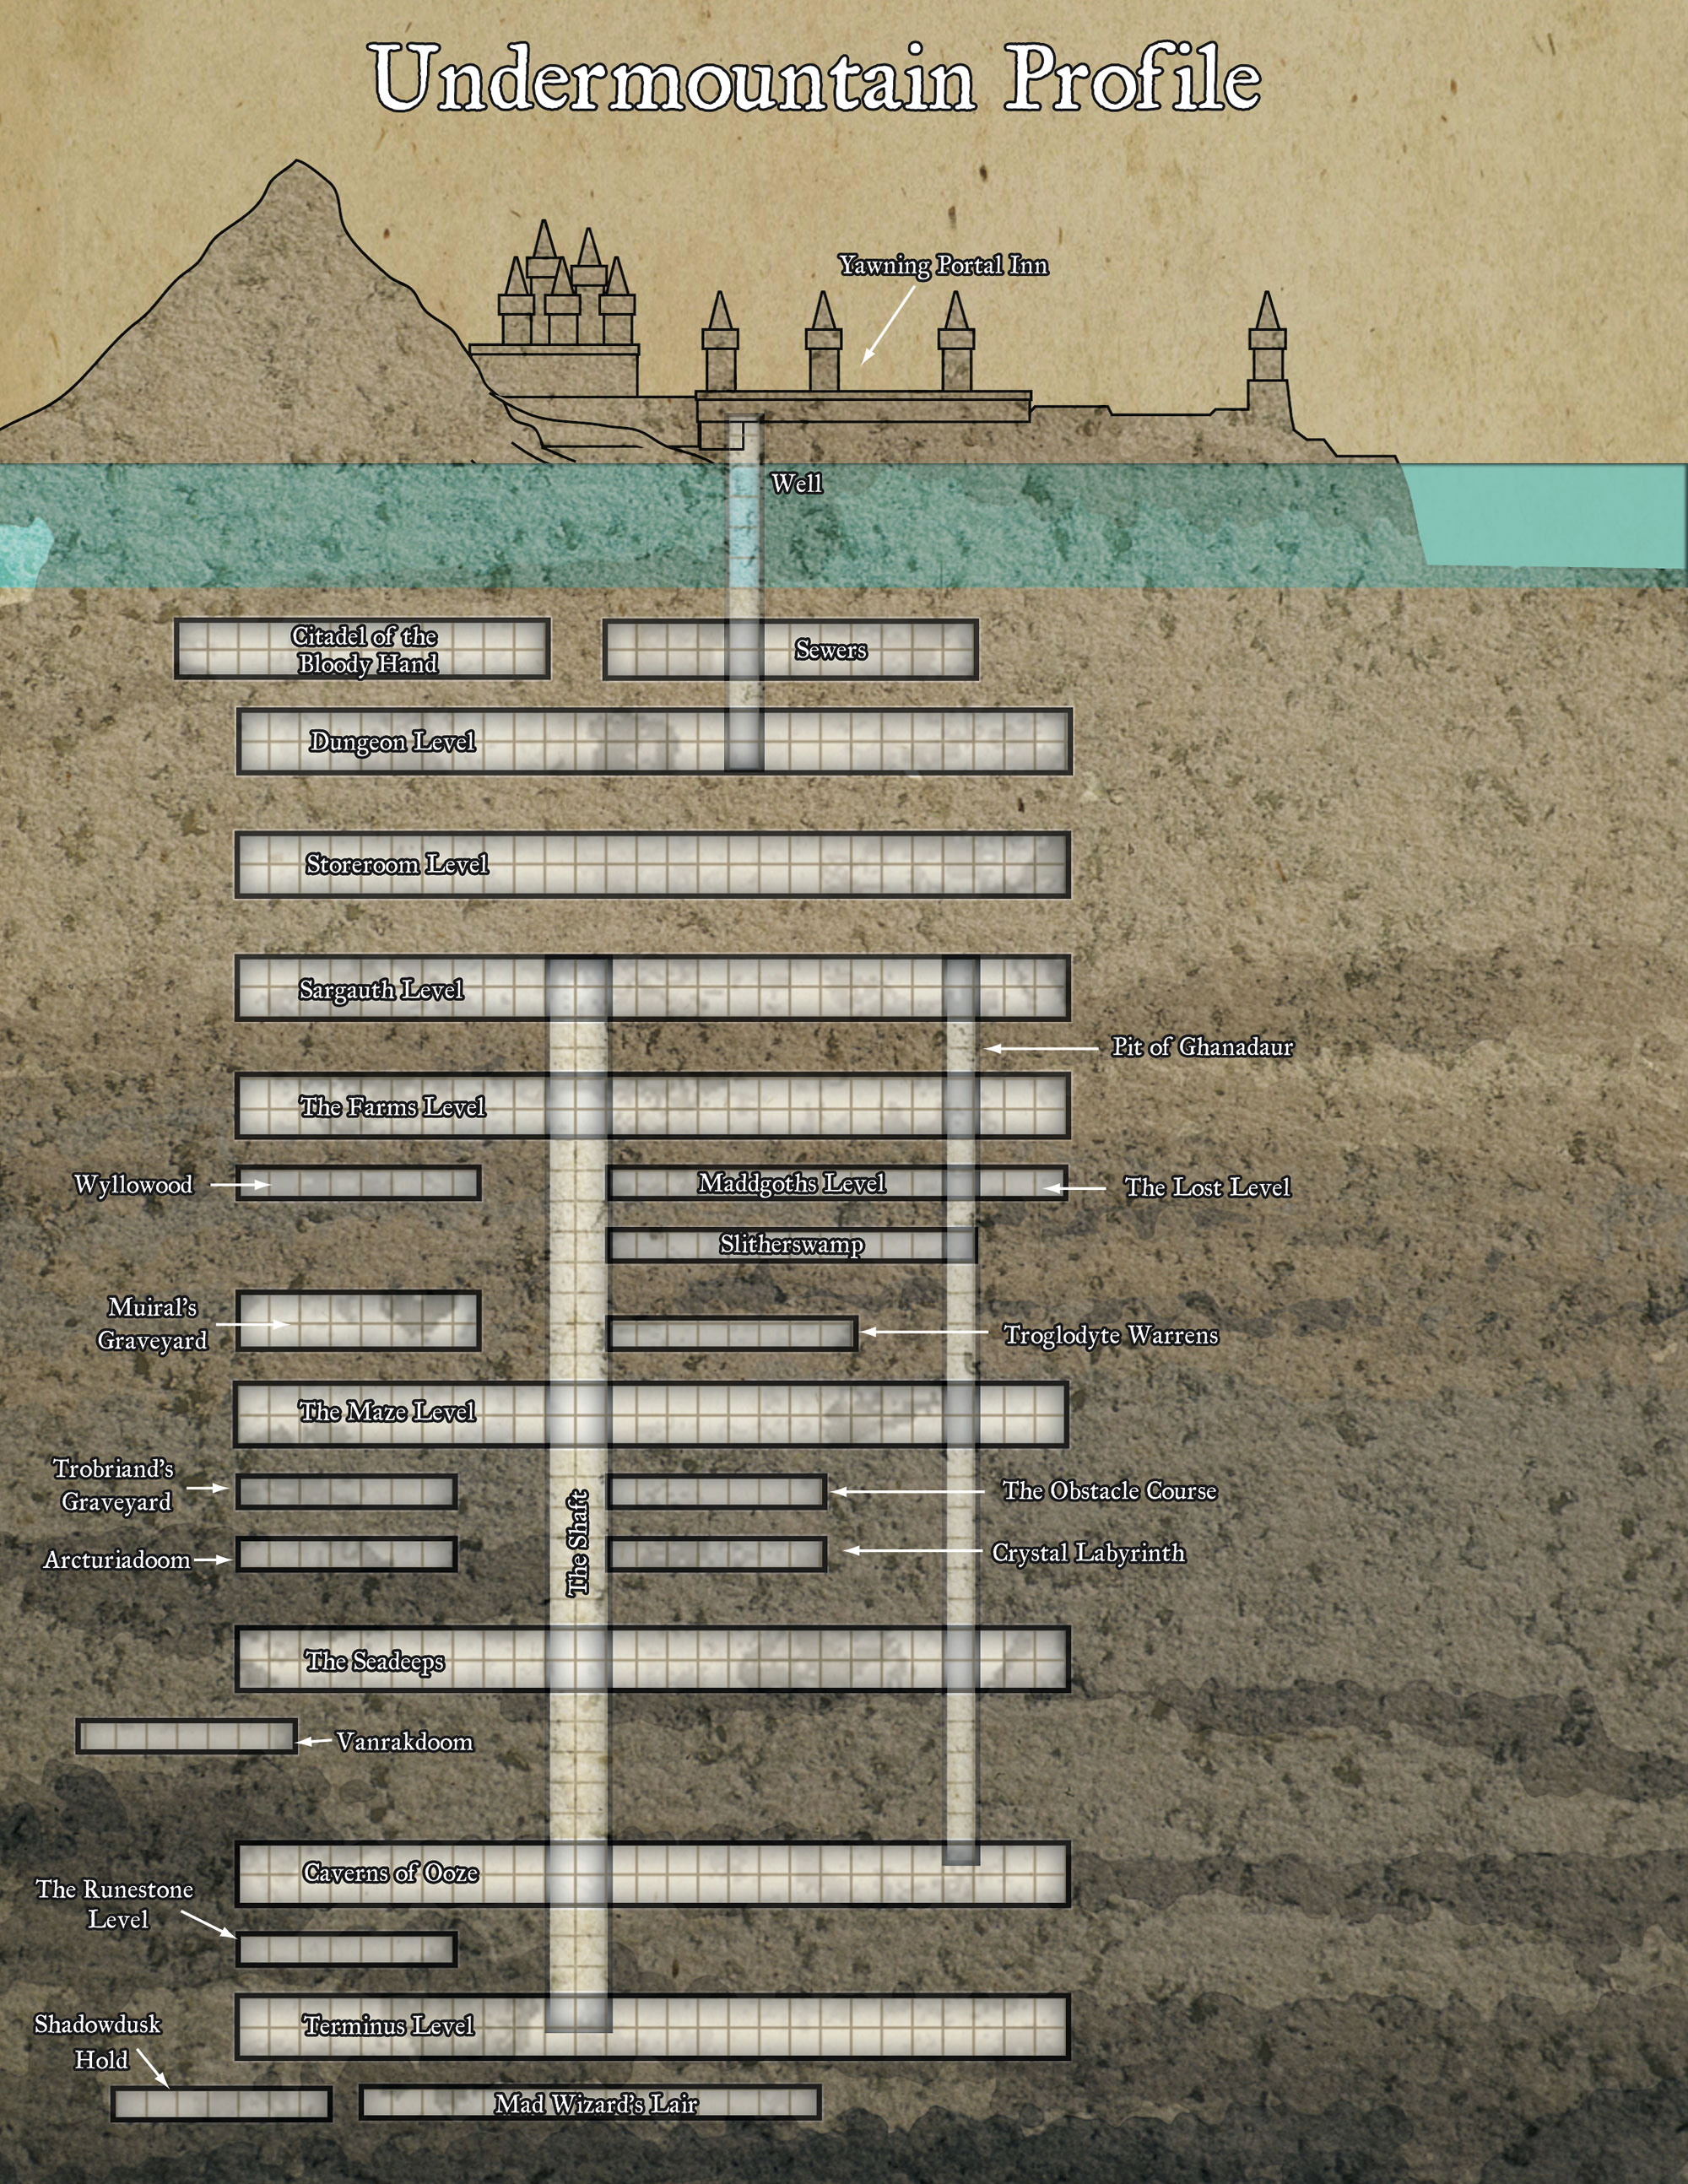 Undermountain Profile
Yawning Portal Inn
Well
Citadel of the
Bloody Hand
Sewers
Dungeon Level
Storeroom Level
Sargauth Level
Pit of Ghanadaur
The Farms Level
Wyllowood
Maddgoths Level
The Lost Level
Slitherswamp
Muiral's
Graveyard
Troglodyte Warrens
The Maze Level
Trobriand's
Graveyard
The Obstacle Course
The Shaft
Arcturiadoom
Crystal Labyrinth
The Seadeeps
Vanrakdoom
Caverns of Ooze
The Runestone
Level
Terminus Level
Shadowdusk
Hold
Mad Wizard's Lair